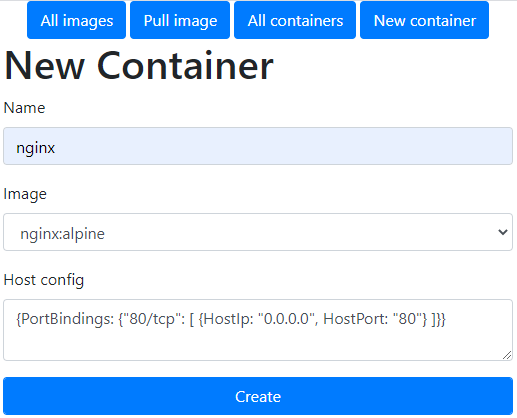 All images Pull image All containers New container
New Container
Name
nginx
Image
nginx:alpine
Host config
{PortBindings: {"80/tcp": [ {HostIp: "0.0.0.0", HostPort: "80"} ]}}
Create